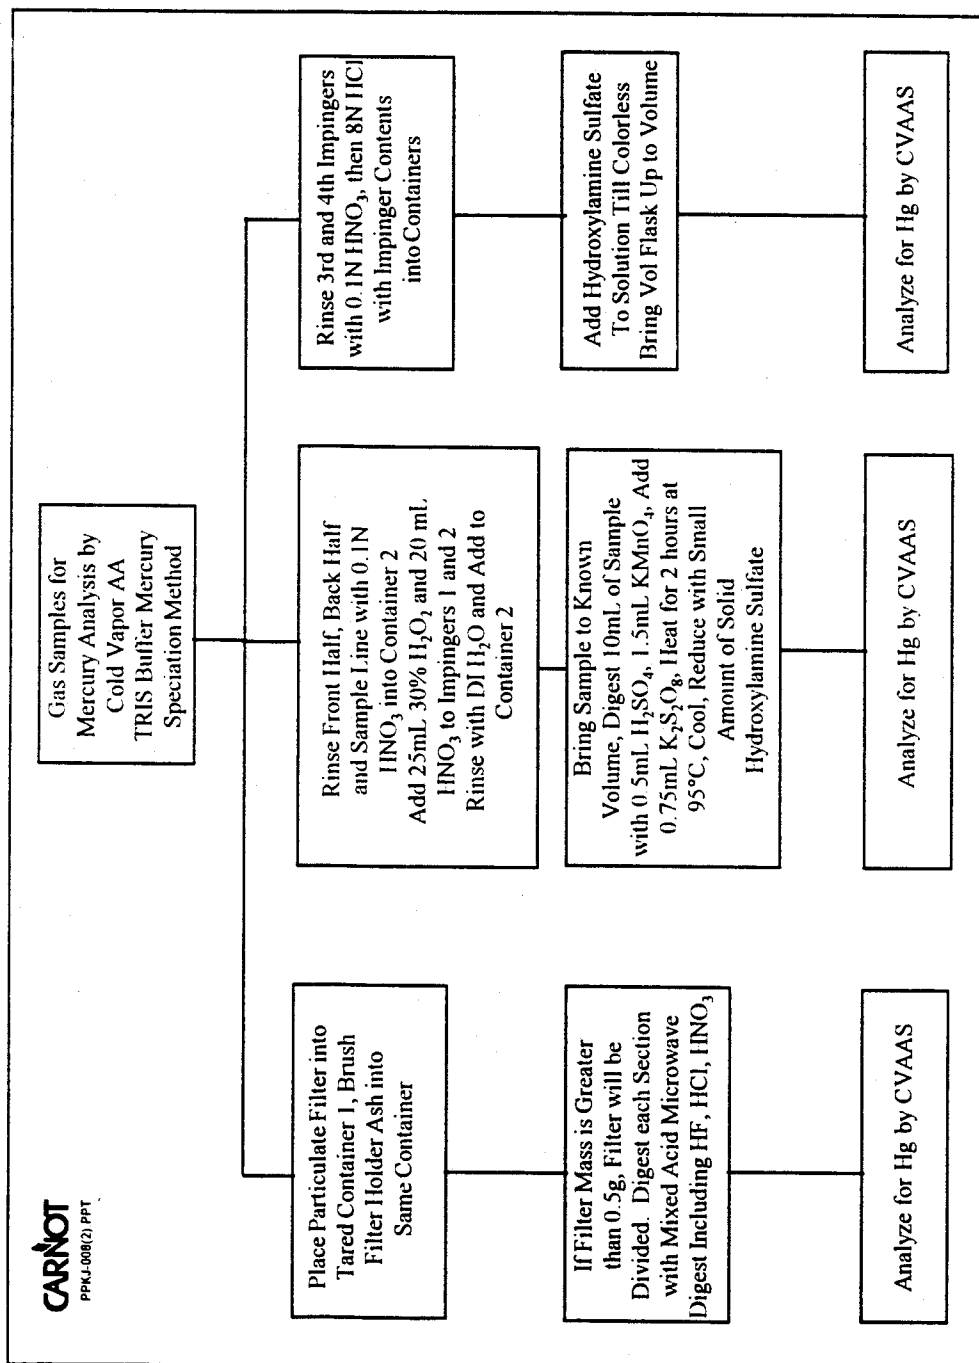 CARNOT
PPKJ-008(2) PPT
Gas Samples for
Mercury Analysis by
Cold Vapor AA
TRIS Buffer Mercury
Speciation Method
Place Particulate Filter into
Tared Container 1, Brush
Filter Holder Ash into
Same Container
If Filter Mass is Greater
than 0.5g, Filter will be
Divided. Digest each Section
with Mixed Acid Microwave
Digest Including HF, HCl, HNO₃
Analyze for Hg by CVAAS
Rinse Front Half, Back Half
and Sample Line with 0.1N
HNO₃ into Container 2
Add 25mL 30% H₂O₂ and 20 mL
HNO₃ to Impingers 1 and 2
Rinse with DI H₂O and Add to
Container 2
Bring Sample to Known
Volume, Digest 10mL of Sample
with 0.5mL H₂SO₄, 1.5mL KMnO₄, Add
0.75mL K₂S₂O₈, Heat for 2 hours at
95°C, Cool, Reduce with Small
Amount of Solid
Hydroxylamine Sulfate
Analyze for Hg by CVAAS
Rinse 3rd and 4th Impingers
with 0.1N HNO₃, then 8N HCl
with Impinger Contents
into Containers
Add Hydroxylamine Sulfate
To Solution Till Colorless
Bring Vol Flask Up to Volume
Analyze for Hg by CVAAS